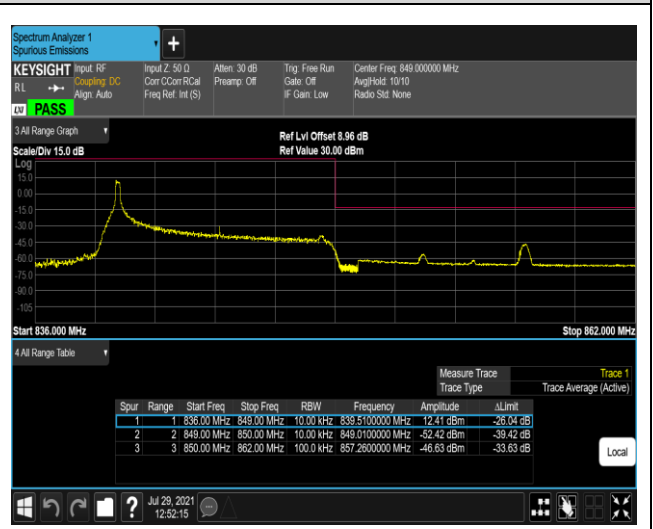 Spectrum Analyzer 1
Spurious Emissions
+
KEYSIGHT Input: RF Input Z: 50 Ω Atten: 30 dB Trig: Free Run Center Freq: 849.000000 MHz
RL Coupling: DC Corr CCorr RCal Preamp: Off Gate: Off Avg|Hold: 10/10
Align: Auto Freq Ref: Int (S) IF Gain: Low Radio Std: None
LXI PASS
3 All Range Graph
Ref Lvl Offset 8.96 dB
Scale/Div 15.0 dB Ref Value 30.00 dBm
Log
15.0
0.00
-15.0
-30.0
-45.0
-60.0
-75.0
-90.0
-105
Start 836.000 MHz Stop 862.000 MHz
4 All Range Table
Measure Trace Trace 1
Trace Type Trace Average (Active)
Spur Range Start Freq Stop Freq RBW Frequency Amplitude ΔLimit
1 1 836.00 MHz 849.00 MHz 10.00 kHz 839.5100000 MHz 12.41 dBm -26.04 dB
2 2 849.00 MHz 850.00 MHz 10.00 kHz 849.0100000 MHz -52.42 dBm -39.42 dB
3 3 850.00 MHz 862.00 MHz 100.0 kHz 857.2600000 MHz -46.63 dBm -33.63 dB
Local
? Jul 29, 2021
12:52:15